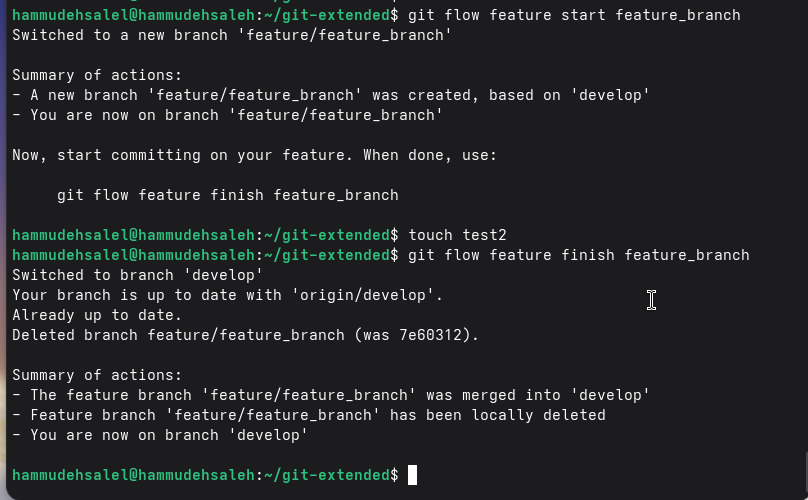 hammudehsalel@hammudehsaleh:~/git-extended$ git flow feature start feature_branch
Switched to a new branch 'feature/feature_branch'
Summary of actions:
- A new branch 'feature/feature_branch' was created, based on 'develop'
- You are now on branch 'feature/feature_branch'
Now, start committing on your feature. When done, use:
git flow feature finish feature_branch
hammudehsalel@hammudehsaleh:~/git-extended$ touch test2
hammudehsalel@hammudehsaleh:~/git-extended$ git flow feature finish feature_branch
Switched to branch 'develop'
Your branch is up to date with 'origin/develop'.
Already up to date.
Deleted branch feature/feature_branch (was 7e60312).
Summary of actions:
- The feature branch 'feature/feature_branch' was merged into 'develop'
- Feature branch 'feature/feature_branch' has been locally deleted
- You are now on branch 'develop'
hammudehsalel@hammudehsaleh:~/git-extended$